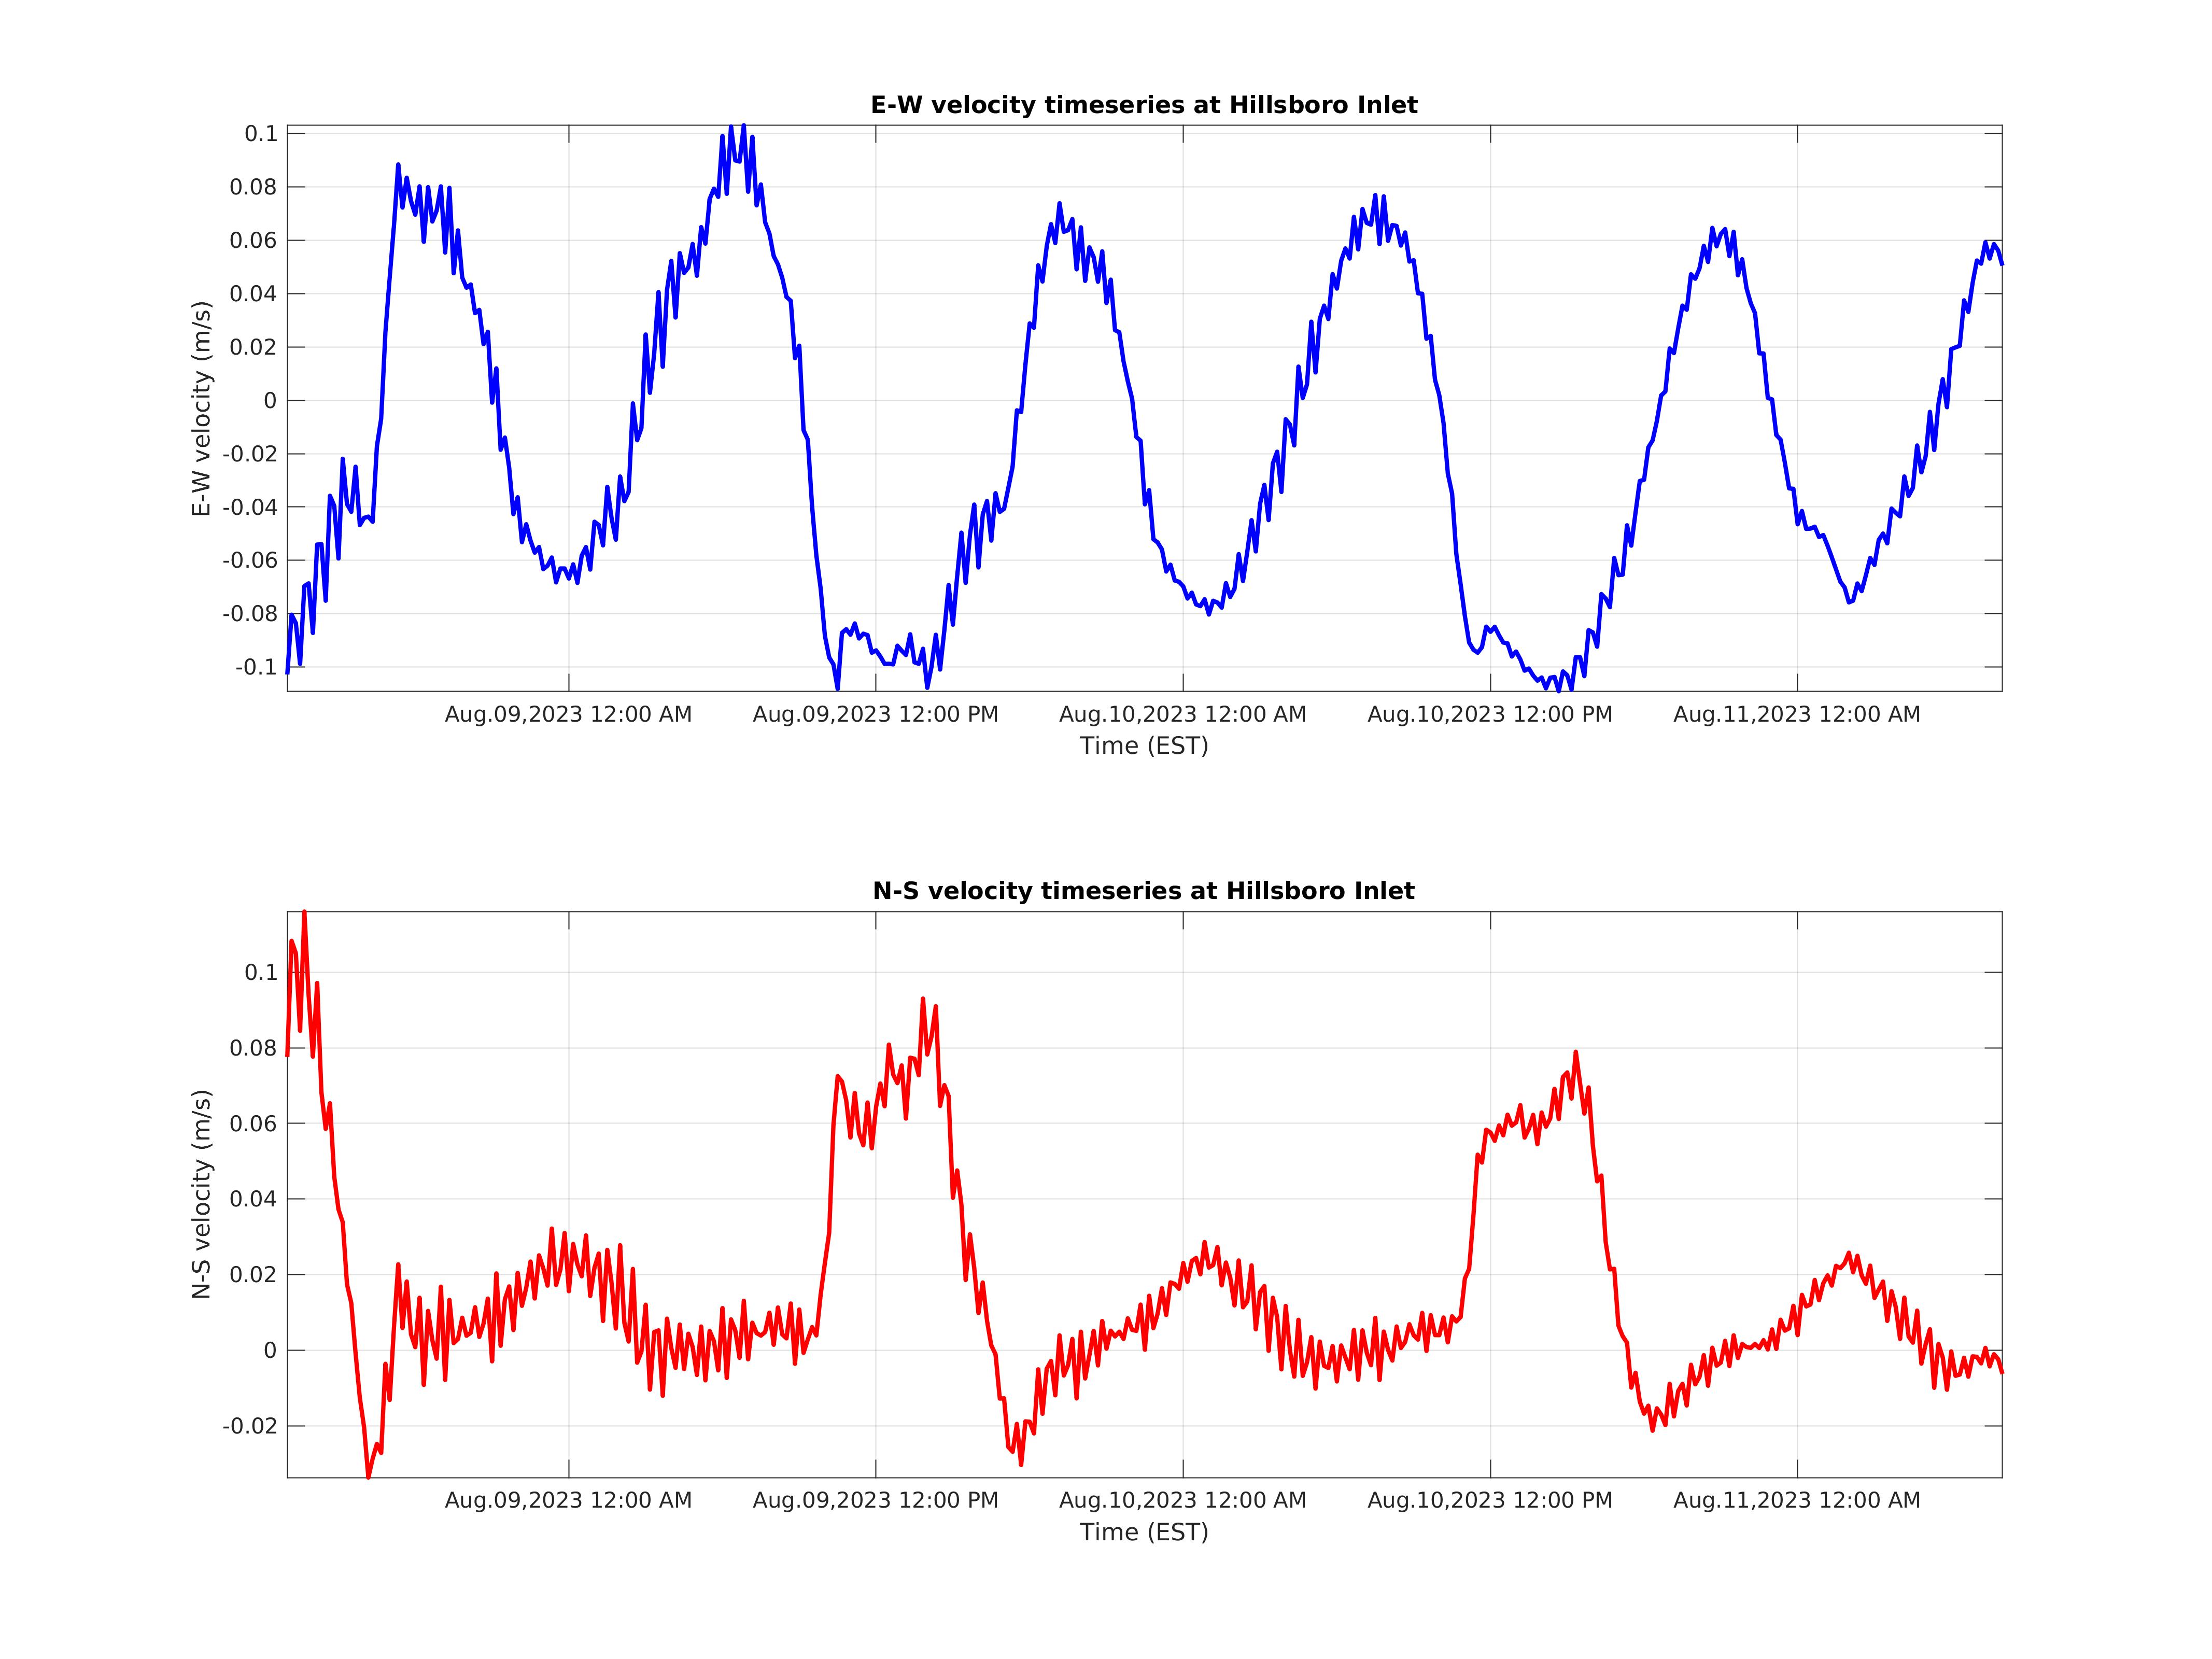 E-W velocity timeseries at Hillsboro Inlet
E-W velocity (m/s)
0.1
0.08
0.06
0.04
0.02
0
-0.02
-0.04
-0.06
-0.08
-0.1
Aug.09,2023 12:00 AM
Aug.09,2023 12:00 PM
Aug.10,2023 12:00 AM
Aug.10,2023 12:00 PM
Aug.11,2023 12:00 AM
Time (EST)
N-S velocity timeseries at Hillsboro Inlet
N-S velocity (m/s)
0.1
0.08
0.06
0.04
0.02
0
-0.02
Aug.09,2023 12:00 AM
Aug.09,2023 12:00 PM
Aug.10,2023 12:00 AM
Aug.10,2023 12:00 PM
Aug.11,2023 12:00 AM
Time (EST)